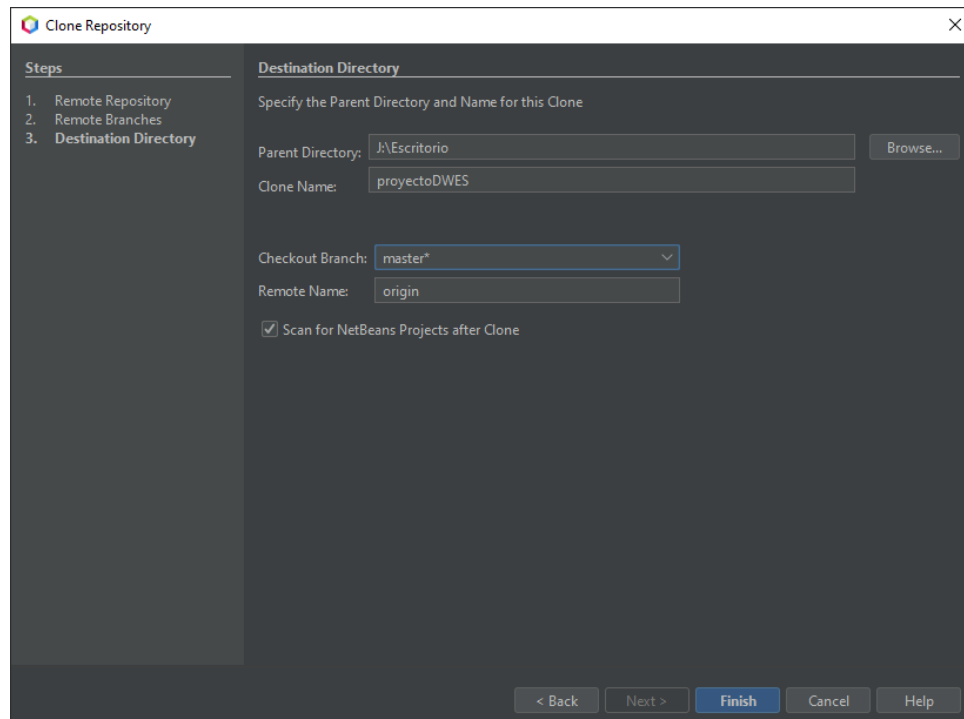 Clone Repository
Steps
1. Remote Repository
2. Remote Branches
3. Destination Directory
Destination Directory
Specify the Parent Directory and Name for this Clone
Parent Directory: J:\Escritorio Browse...
Clone Name: proyectoDWES
Checkout Branch: master*
Remote Name: origin
Scan for NetBeans Projects after Clone
< Back Next > Finish Cancel Help